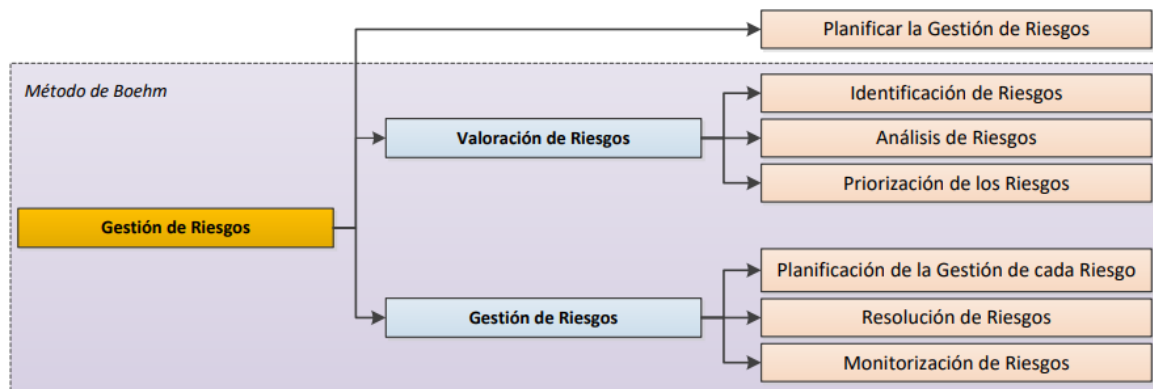 Planificar la Gestión de Riesgos
Método de Boehm
Identificación de Riesgos
Valoración de Riesgos
Análisis de Riesgos
Priorización de los Riesgos
Gestión de Riesgos
Planificación de la Gestión de cada Riesgo
Gestión de Riesgos
Resolución de Riesgos
Monitorización de Riesgos